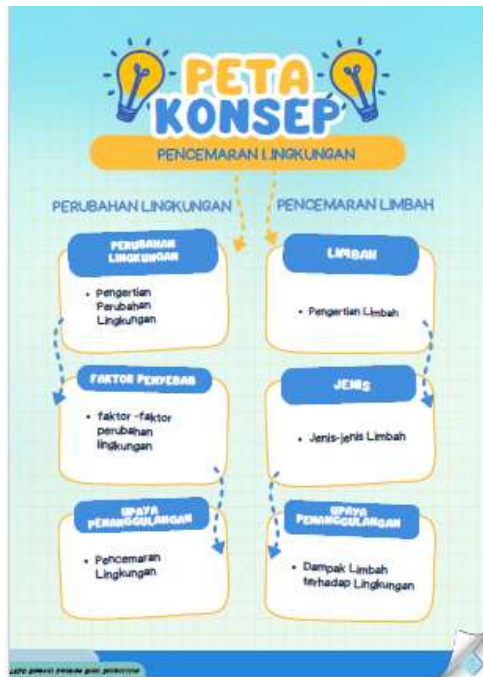 PETA
KONSEP
PENCEMARAN LINGKUNGAN
PERUBAHAN LINGKUNGAN
PERUBAHAN
LINGKUNGAN
• Pengertian
Perubahan
Lingkungan
FAKTOR PENYEBAB
• faktor -faktor
perubahan
lingkungan
UPAYA
PENANGGULANGAN
• Pencemaran
Lingkungan
PENCEMARAN LIMBAH
LIMBAH
• Pengertian Limbah
JENIS
• Jenis-jenis Limbah
UPAYA
PENANGGULANGAN
• Dampak Limbah
terhadap Lingkungan